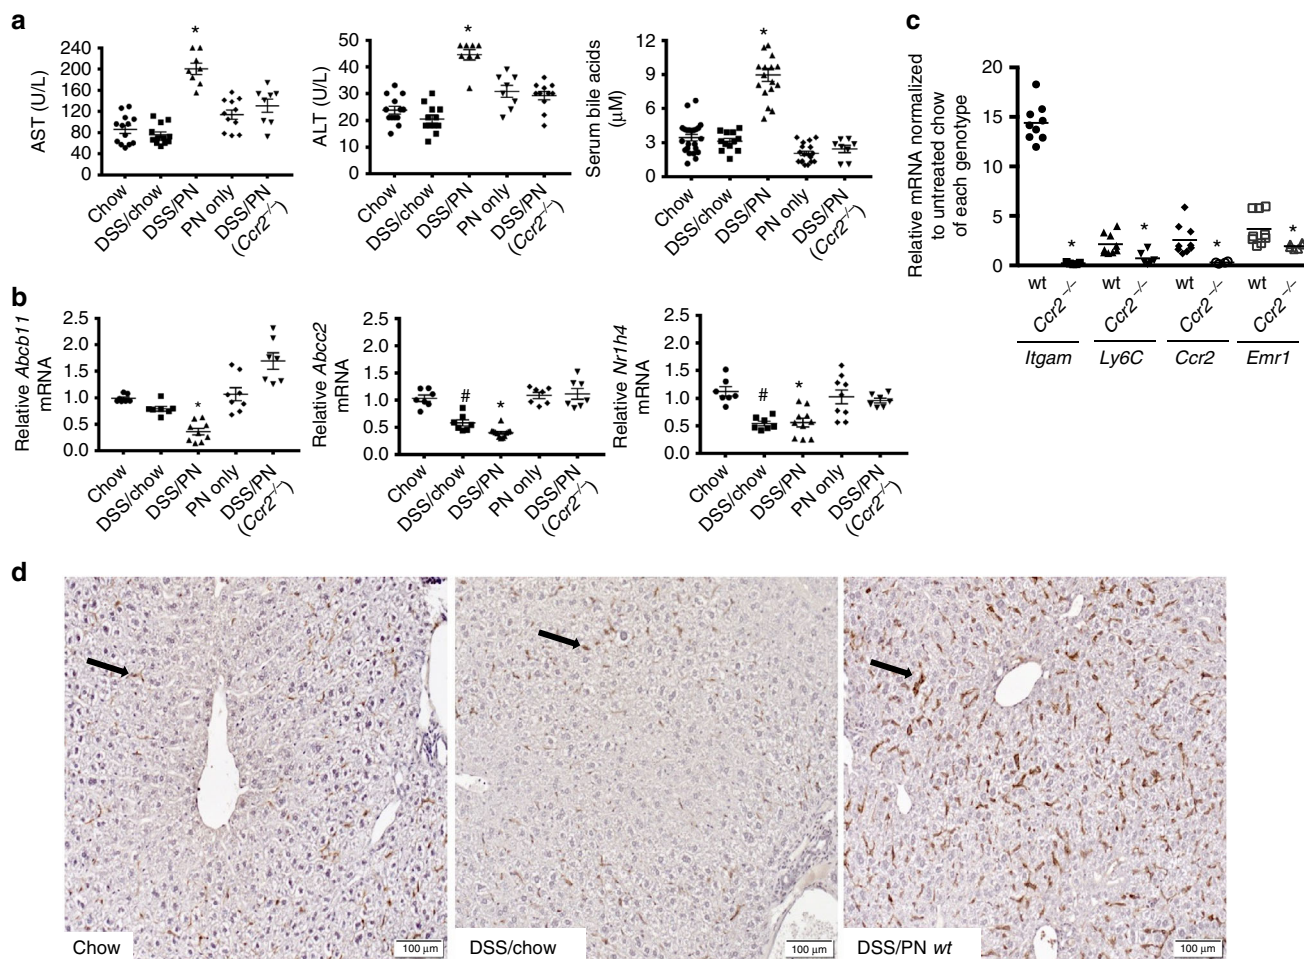 a
AST (U/L)
240
200
160
120
80
40
0
*
Chow
DSS/chow
DSS/PN
PN only
DSS/PN
(Ccr2⁻/⁻)
ALT (U/L)
50
40
30
20
10
0
*
Chow
DSS/chow
DSS/PN
PN only
DSS/PN
(Ccr2⁻/⁻)
Serum bile acids
(μM)
12
9
6
3
0
*
Chow
DSS/chow
DSS/PN
PN only
DSS/PN
(Ccr2⁻/⁻)
c
Relative mRNA normalized
to untreated chow
of each genotype
20
15
10
5
0
*
*
*
*
wt
Ccr2⁻/⁻
wt
Ccr2⁻/⁻
wt
Ccr2⁻/⁻
wt
Ccr2⁻/⁻
Itgam
Ly6C
Ccr2
Emr1
b
Relative Abcb11
mRNA
2.5
2.0
1.5
1.0
0.5
0.0
*
Chow
DSS/chow
DSS/PN
PN only
DSS/PN
(Ccr2⁻/⁻)
Relative Abcc2
mRNA
2.5
2.0
1.5
1.0
0.5
0.0
#
*
Chow
DSS/chow
DSS/PN
PN only
DSS/PN
(Ccr2⁻/⁻)
Relative Nr1h4
mRNA
2.5
2.0
1.5
1.0
0.5
0.0
#
*
Chow
DSS/chow
DSS/PN
PN only
DSS/PN
(Ccr2⁻/⁻)
d
Chow
100 μm
DSS/chow
100 μm
DSS/PN wt
100 μm